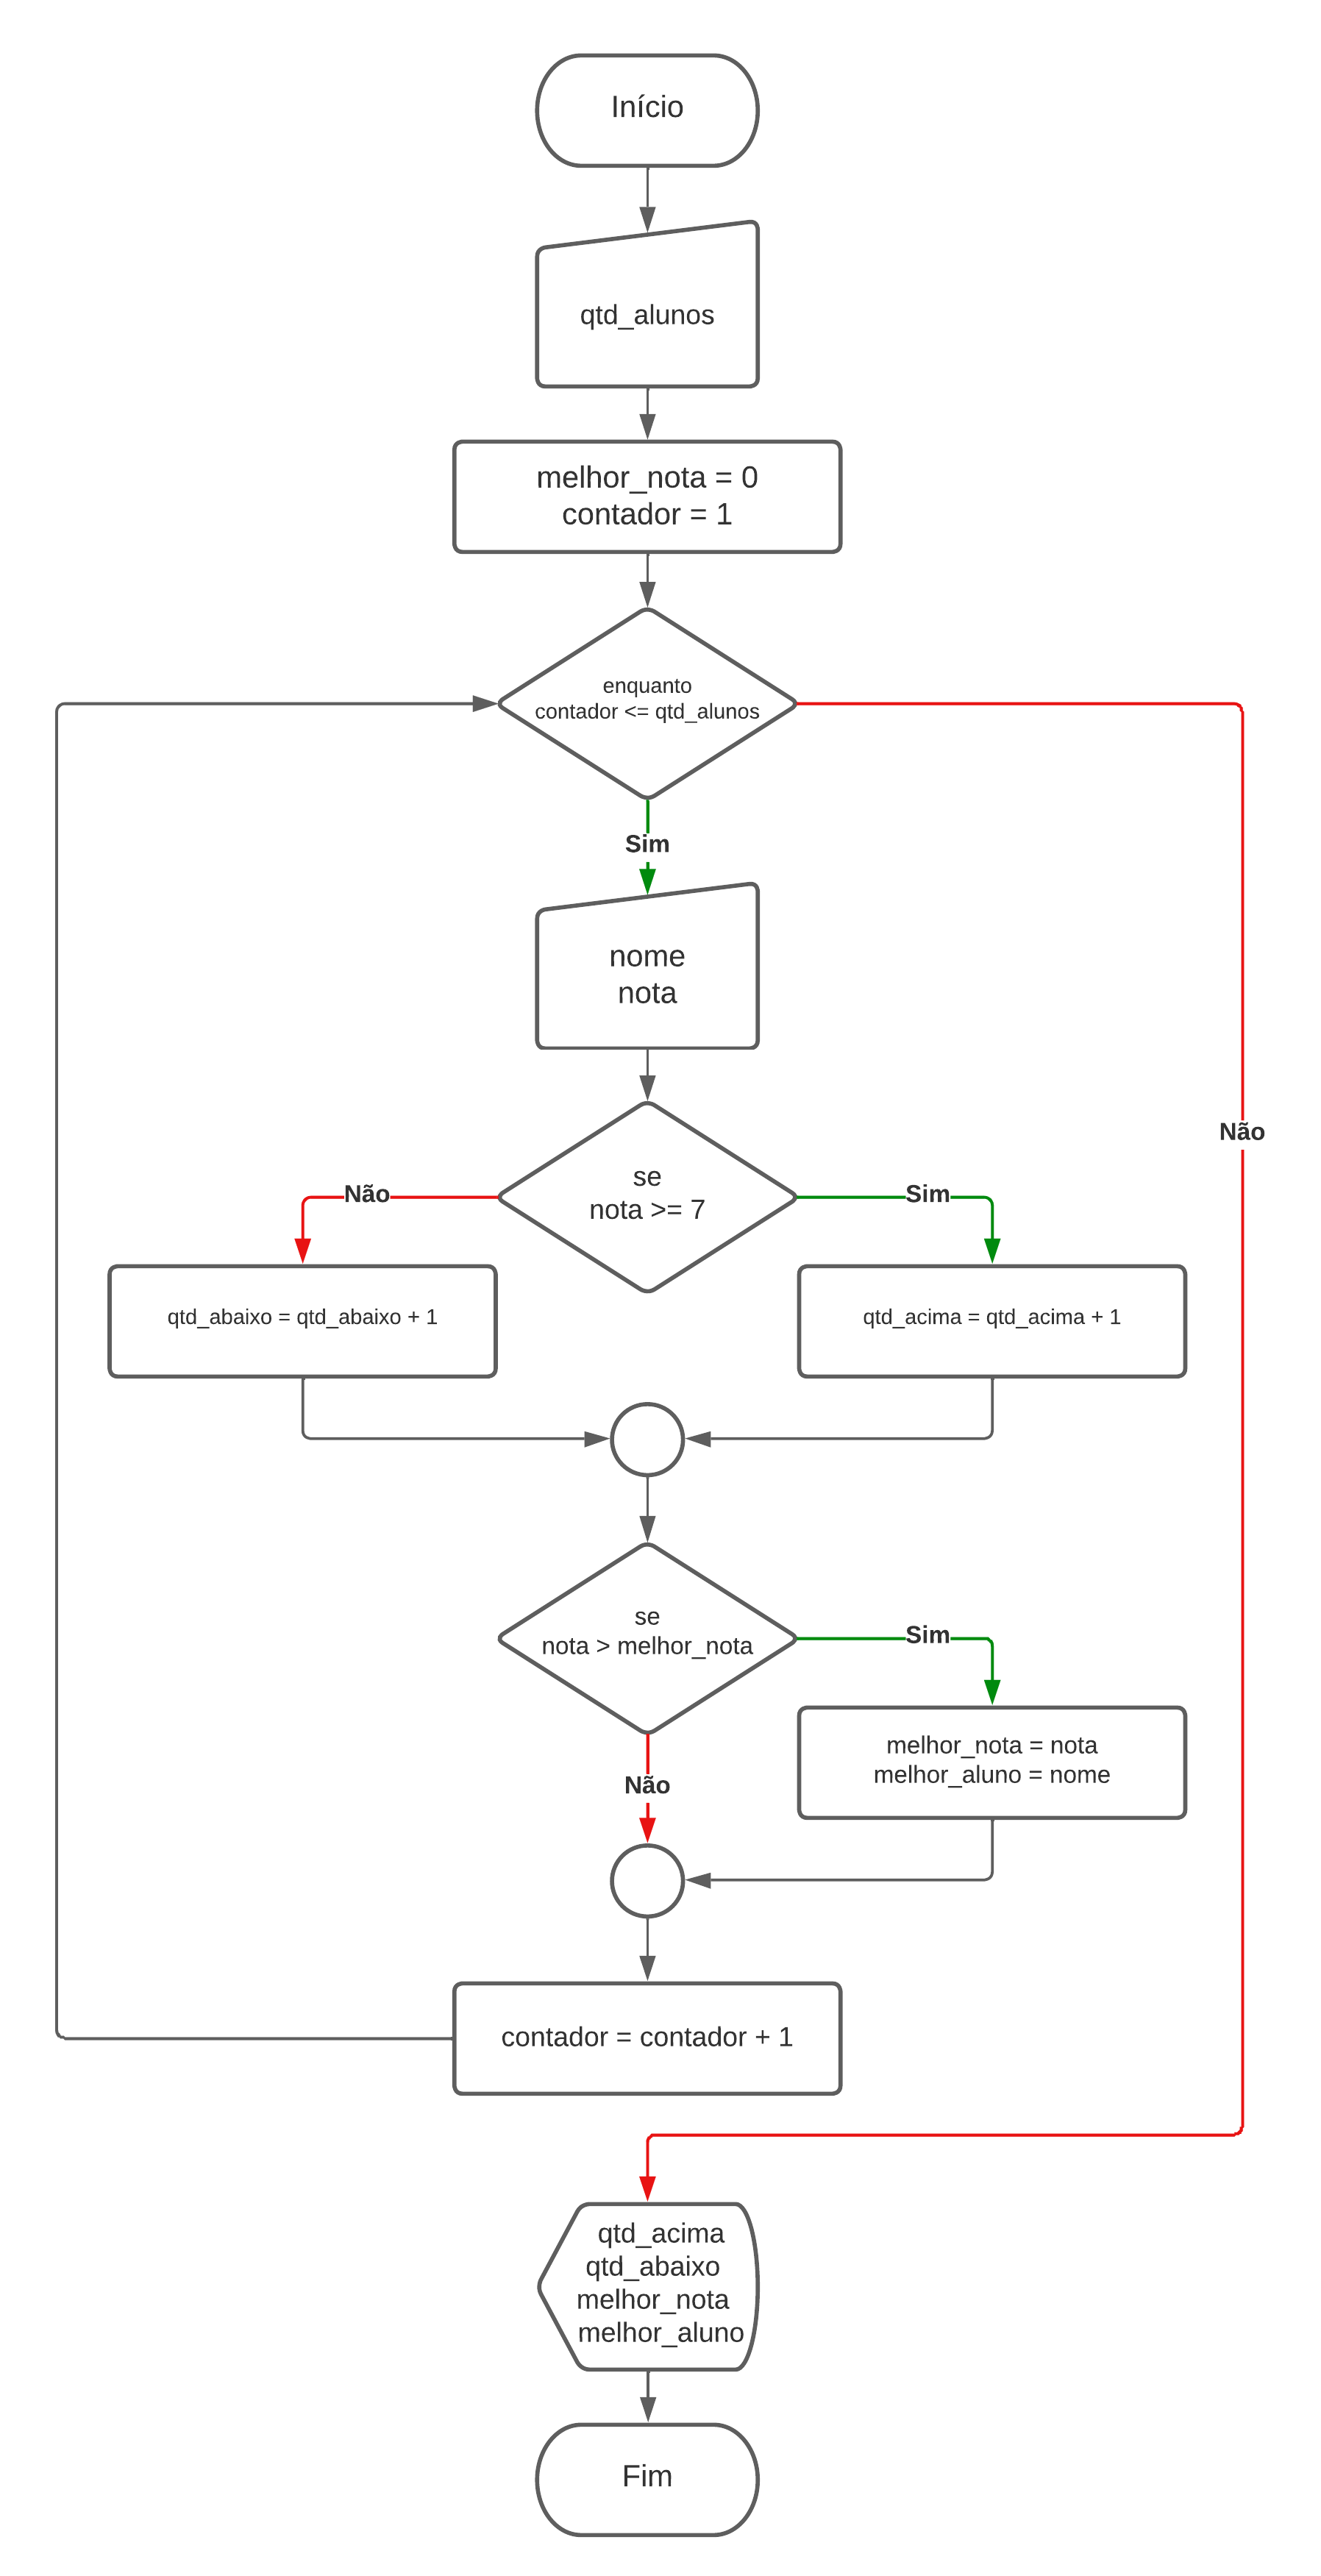 Início
qtd_alunos
melhor_nota = 0
contador = 1
enquanto
contador <= qtd_alunos
Sim
nome
nota
Não
se
nota >= 7
Não
Sim
qtd_abaixo = qtd_abaixo + 1
qtd_acima = qtd_acima + 1
se
nota > melhor_nota
Sim
melhor_nota = nota
melhor_aluno = nome
Não
contador = contador + 1
qtd_acima
qtd_abaixo
melhor_nota
melhor_aluno
Fim